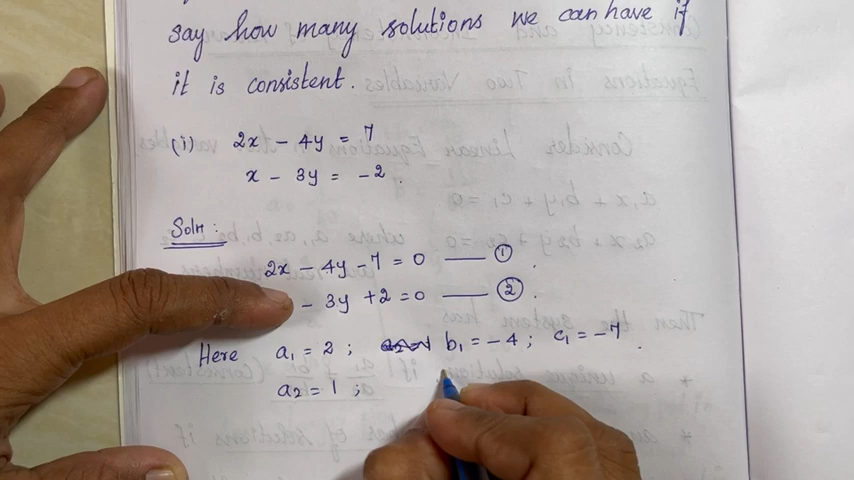 say how many solutions we can have if
it is consistent.
(i) 2x - 4y = 7
x - 3y = -2.
Soln:
2x - 4y - 7 = 0 — ①.
- 3y + 2 = 0 — ②.
Here a₁ = 2; b₁ = -4; c₁ = -7.
a₂ = 1;